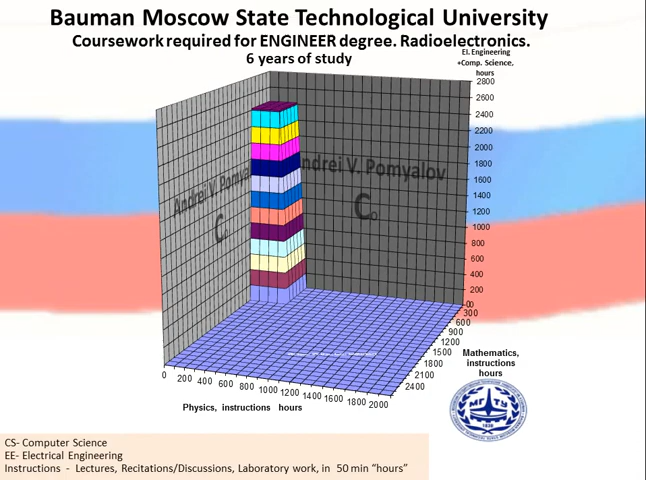 Bauman Moscow State Technological University
Coursework required for ENGINEER degree. Radioelectronics.
6 years of study
El. Engineering
+Comp. Science,
hours
2800
2600
2400
2200
2000
1800
1600
1400
1200
1000
800
600
400
200
0
Andrei V. Pomyalov
C
Andrei V. Pomyalov
C
0
300
600
900
1200
1500
1800
2100
2400
Mathematics,
instructions
hours
0 200 400 600 800 1000 1200 1400 1600 1800 2000
Physics, instructions hours
МГТУ
1830
CS- Computer Science
EE- Electrical Engineering
Instructions - Lectures, Recitations/Discussions, Laboratory work, in 50 min “hours”